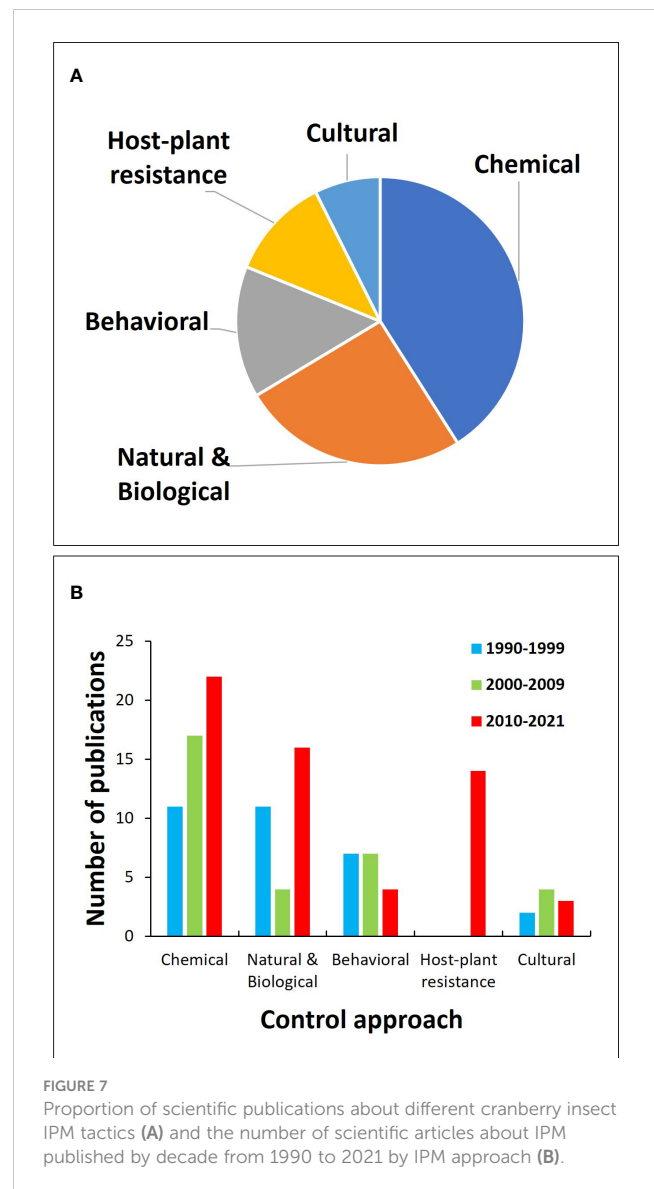 A
Host-plant
resistance
Cultural
Chemical
Behavioral
Natural &
Biological
B
Number of publications
25
20
15
10
5
0
1990-1999
2000-2009
2010-2021
Chemical
Natural &
Biological
Behavioral
Host-plant
resistance
Cultural
Control approach
FIGURE 7
Proportion of scientific publications about different cranberry insect
IPM tactics (A) and the number of scientific articles about IPM
published by decade from 1990 to 2021 by IPM approach (B).